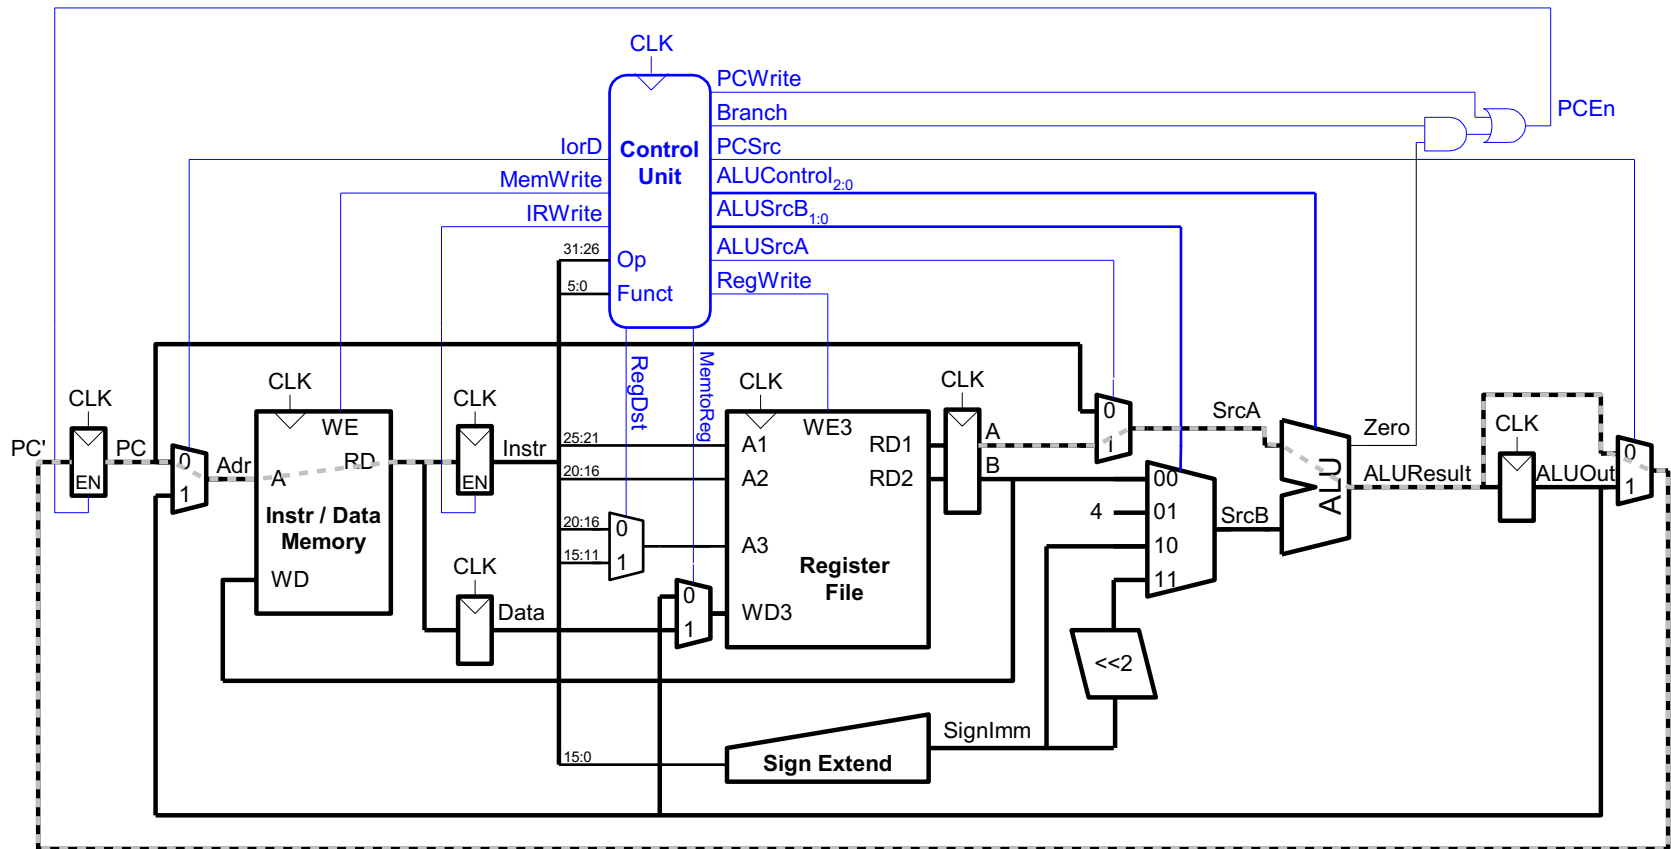 CLK
PCWrite
Branch
PCEn
IorD
Control
Unit
PCSrc
MemWrite
ALUControl2:0
IRWrite
ALUSrcB1:0
31:26
Op
ALUSrcA
5:0
Funct
RegWrite
RegDst
MemtoReg
CLK
CLK
CLK
CLK
CLK
CLK
PC'
PC
EN
0
1
Adr
WE
A
RD
Instr / Data
Memory
WD
EN
Instr
25:21
20:16
20:16
15:11
0
1
CLK
Data
0
1
A1
A2
A3
WD3
WE3
RD1
RD2
Register
File
A
B
0
1
SrcA
00
01
10
11
4
SrcB
ALU
Zero
ALUResult
ALUOut
0
1
<<2
SignImm
15:0
Sign Extend